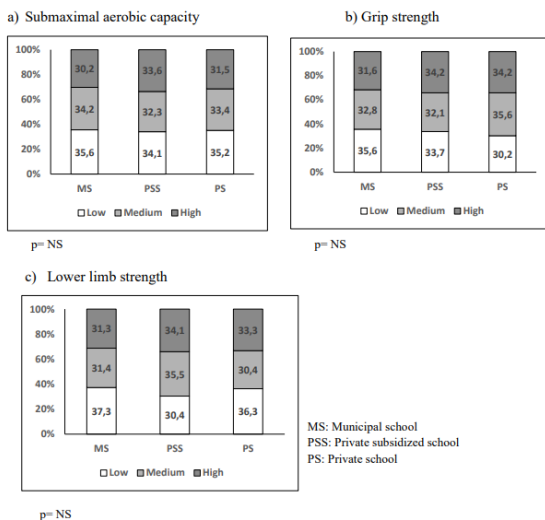 a) Submaximal aerobic capacity
100%
80%
60%
40%
20%
0%
30,2 33,6 31,5
34,2 32,3 33,4
35,6 34,1 35,2
MS PSS PS
Low Medium High
p= NS
b) Grip strength
100%
80%
60%
40%
20%
0%
31,6 34,2 34,2
32,8 32,1 35,6
35,6 33,7 30,2
MS PSS PS
Low Medium High
p= NS
c) Lower limb strength
100%
80%
60%
40%
20%
0%
31,3 34,1 33,3
31,4 35,5 30,4
37,3 30,4 36,3
MS PSS PS
Low Medium High
p= NS
MS: Municipal school
PSS: Private subsidized school
PS: Private school